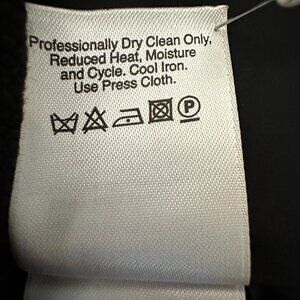 Professionally Dry Clean Only,
Reduced Heat, Moisture
and Cycle. Cool Iron.
Use Press Cloth.
P